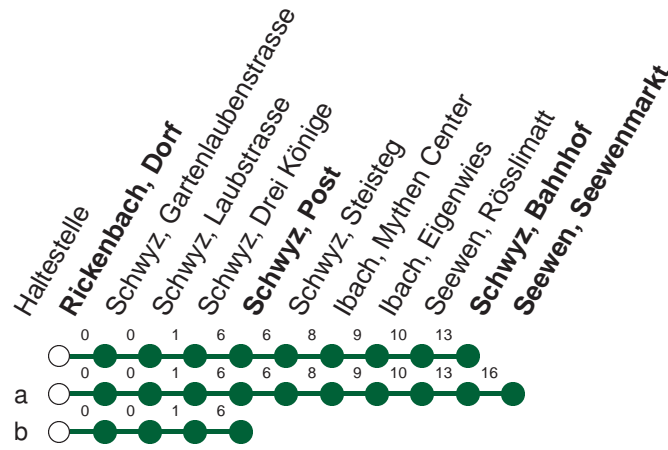 Haltestelle
Rickenbach, Dorf
Schwyz, Gartenlaubenstrasse
Schwyz, Laubstrasse
Schwyz, Drei Könige
Schwyz, Post
Schwyz, Steisteg
Ibach, Mythen Center
Ibach, Eigenwies
Seewen, Rösslimatt
Schwyz, Bahnhof
Seewen, Seewenmarkt
0 0 1 6 6 8 9 10 13
a 0 0 1 6 6 8 9 10 13 16
b 0 0 1 6